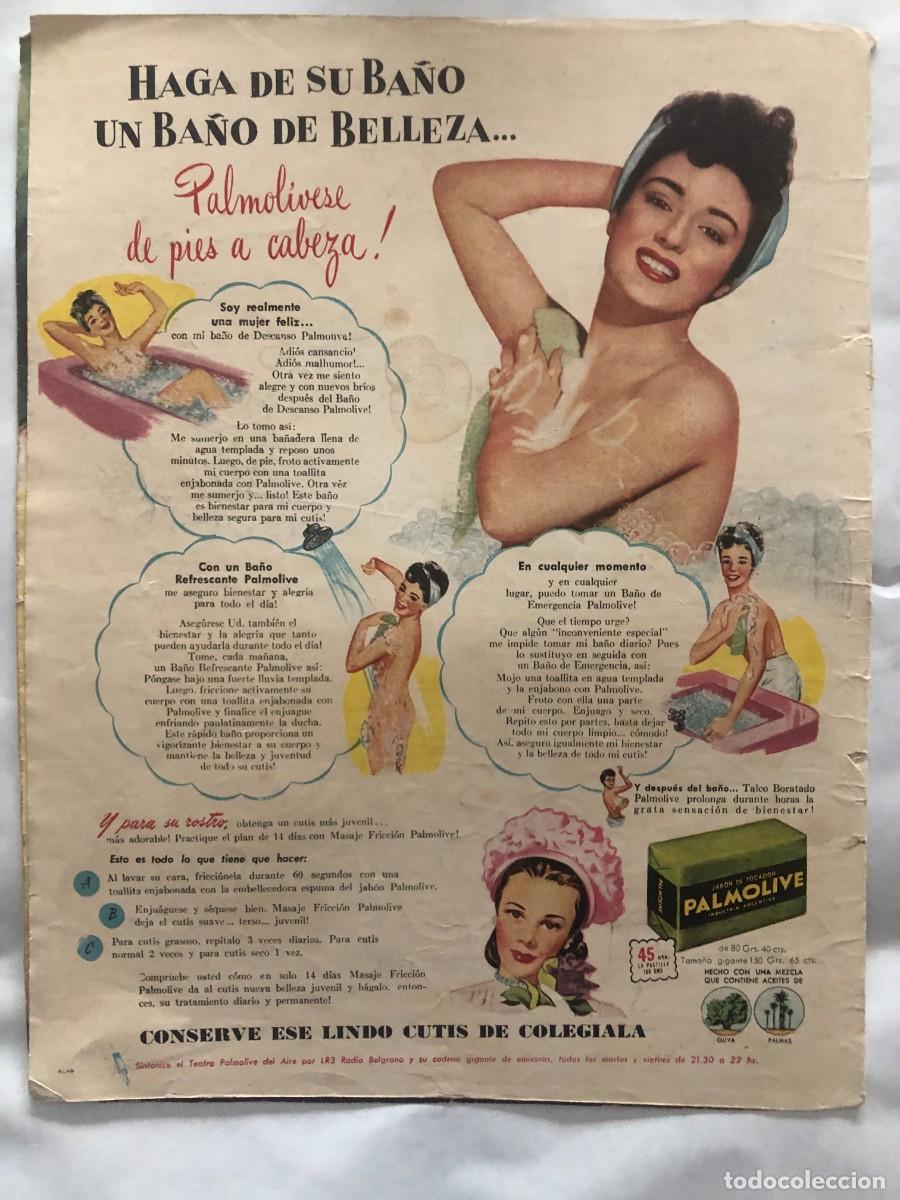 HAGA DE SU BAÑO
UN BAÑO DE BELLEZA...
Palmolívese
de pies a cabeza!
Soy realmente
una mujer feliz...
con mi baño de Descanso Palmolive!
Adiós cansancio!
Adiós malhumor!...
Otra vez me siento
alegre y con nuevos bríos
después del Baño
de Descanso Palmolive!
Lo tomo así:
Me sumerjo en una bañadera llena de
agua templada y reposo unos
minutos. Luego, de pie, froto activamente
mi cuerpo con una toallita
enjabonada con Palmolive. Otra vez
me sumerjo y... listo! Este baño
es bienestar para mi cuerpo y
belleza segura para mi cutis!
Con un Baño
Refrescante Palmolive
me aseguro bienestar y alegría
para todo el día!
Asegúrese Ud. también el
bienestar y la alegría que tanto
pueden ayudarla durante todo el día!
Tome, cada mañana,
un Baño Refrescante Palmolive así:
Póngase bajo una fuerte lluvia templada.
Luego, friccione activamente su
cuerpo con una toallita enjabonada con
Palmolive y finalice el enjuague
enfriando paulatinamente la ducha.
Este rápido baño proporciona un
vigorizante bienestar a su cuerpo y
mantiene la belleza y juventud
de todo su cutis!
En cualquier momento
y en cualquier
lugar, puedo tomar un Baño de
Emergencia Palmolive!
Que el tiempo urge?
Que algún "inconveniente especial"
me impide tomar mi baño diario? Pues
lo sustituyo en seguida con
un Baño de Emergencia, así:
Mojo una toallita en agua templada
y la enjabono con Palmolive.
Froto con ella una parte
de mi cuerpo. Enjuago y seco.
Repito esto por partes, hasta dejar
todo mi cuerpo limpio... cómodo!
Así, aseguro igualmente mi bienestar
y la belleza de todo mi cutis!
Y después del baño... Talco Boratado
Palmolive prolonga durante horas la
grata sensación de bienestar!
Y para su rostro, obtenga un cutis más juvenil...
más adorable! Practique el plan de 14 días con Masaje Fricción Palmolive!
Esto es todo lo que tiene que hacer:
A Al lavar su cara, fricciónela durante 60 segundos con una
toallita enjabonada con la embellecedora espuma del jabón Palmolive.
B Enjuáguese y séquese bien. Masaje Fricción Palmolive
deja el cutis suave... terso... juvenil!
C Para cutis grasoso, repítalo 3 veces diarias. Para cutis
normal 2 veces y para cutis seco 1 vez.
Compruebe usted cómo en solo 14 días Masaje Fricción
Palmolive da al cutis nueva belleza juvenil y hágalo, enton-
ces, su tratamiento diario y permanente!
JABÓN DE TOCADOR
PALMOLIVE
INDUSTRIA ARGENTINA
PALMOLIVE
JABON
45 ctvs.
LA PASTILLA
100 GMS
de 80 Grs. 40 cts.
Tamaño gigante 150 Grs. 65 cts.
HECHO CON UNA MEZCLA
QUE CONTIENE ACEITES DE
OLIVA
PALMAS
CONSERVE ESE LINDO CUTIS DE COLEGIALA
Sintonice el Teatro Palmolive del Aire por LR3 Radio Belgrano y su cadena gigante de emisoras, todos los martes y viernes de 21.30 a 22 hs.
todocoleccion